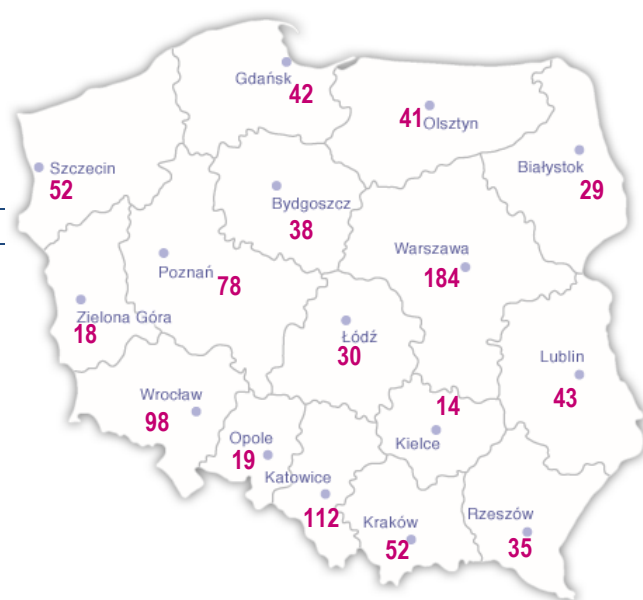 Gdańsk
42
41
Olsztyn
Szczecin
52
Białystok
29
Bydgoszcz
38
Warszawa
184
Poznań
78
Zielona Góra
18
Łódź
30
Lublin
43
Wrocław
98
14
Kielce
Opole
19
Katowice
112
Kraków
52
Rzeszów
35